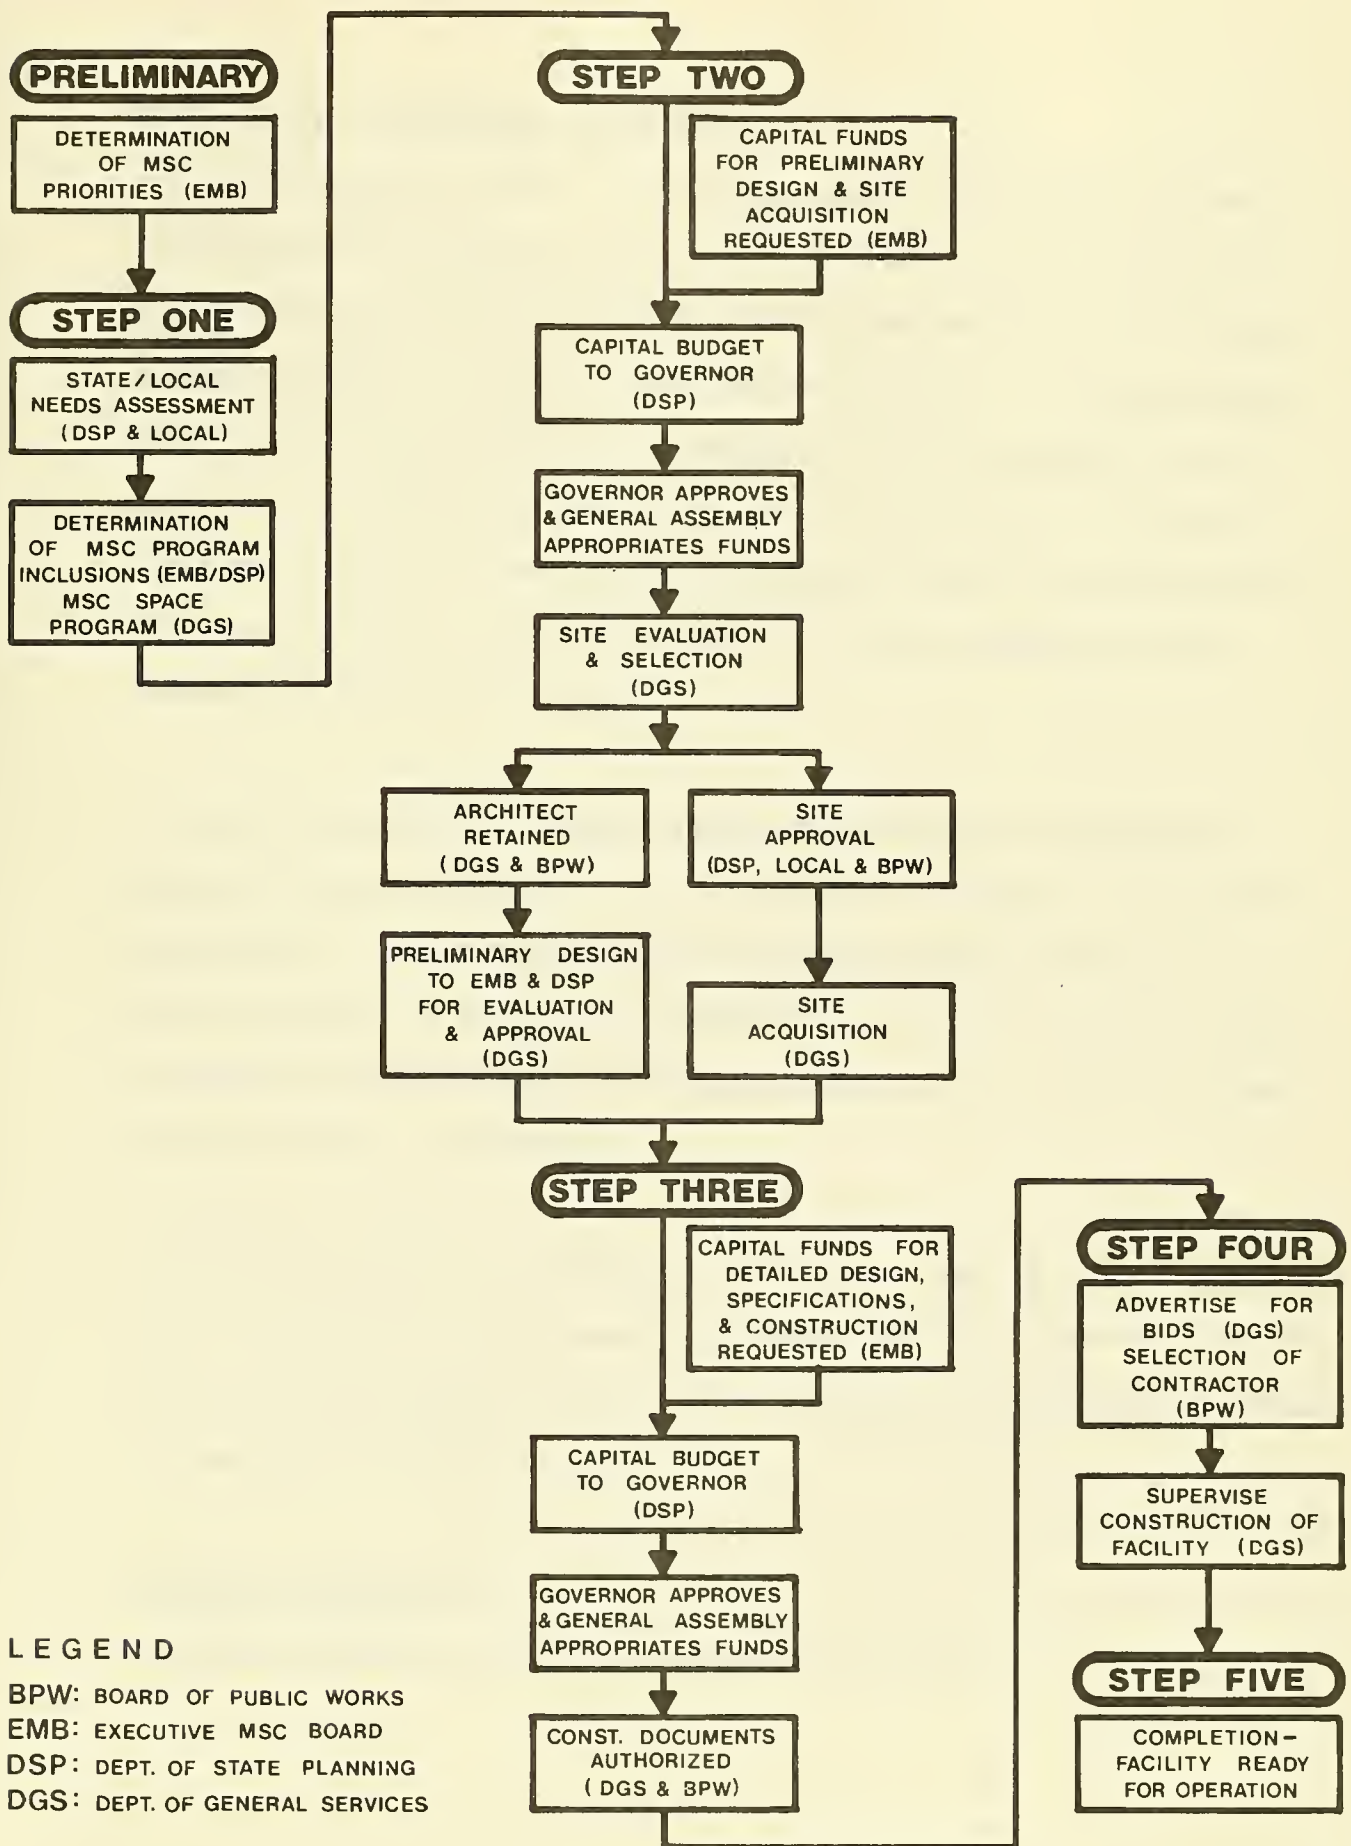 PRELIMINARY
DETERMINATION
OF MSC
PRIORITIES (EMB)
STEP ONE
STATE/LOCAL
NEEDS ASSESSMENT
(DSP & LOCAL)
DETERMINATION
OF MSC PROGRAM
INCLUSIONS (EMB/DSP)
MSC SPACE
PROGRAM (DGS)
STEP TWO
CAPITAL FUNDS
FOR PRELIMINARY
DESIGN & SITE
ACQUISITION
REQUESTED (EMB)
CAPITAL BUDGET
TO GOVERNOR
(DSP)
GOVERNOR APPROVES
& GENERAL ASSEMBLY
APPROPRIATES FUNDS
SITE EVALUATION
& SELECTION
(DGS)
ARCHITECT
RETAINED
(DGS & BPW)
SITE
APPROVAL
(DSP, LOCAL & BPW)
PRELIMINARY DESIGN
TO EMB & DSP
FOR EVALUATION
& APPROVAL
(DGS)
SITE
ACQUISITION
(DGS)
STEP THREE
CAPITAL FUNDS FOR
DETAILED DESIGN,
SPECIFICATIONS,
& CONSTRUCTION
REQUESTED (EMB)
CAPITAL BUDGET
TO GOVERNOR
(DSP)
GOVERNOR APPROVES
& GENERAL ASSEMBLY
APPROPRIATES FUNDS
CONST. DOCUMENTS
AUTHORIZED
(DGS & BPW)
STEP FOUR
ADVERTISE FOR
BIDS (DGS)
SELECTION OF
CONTRACTOR
(BPW)
SUPERVISE
CONSTRUCTION OF
FACILITY (DGS)
STEP FIVE
COMPLETION-
FACILITY READY
FOR OPERATION
LEGEND
BPW: BOARD OF PUBLIC WORKS
EMB: EXECUTIVE MSC BOARD
DSP: DEPT. OF STATE PLANNING
DGS: DEPT. OF GENERAL SERVICES